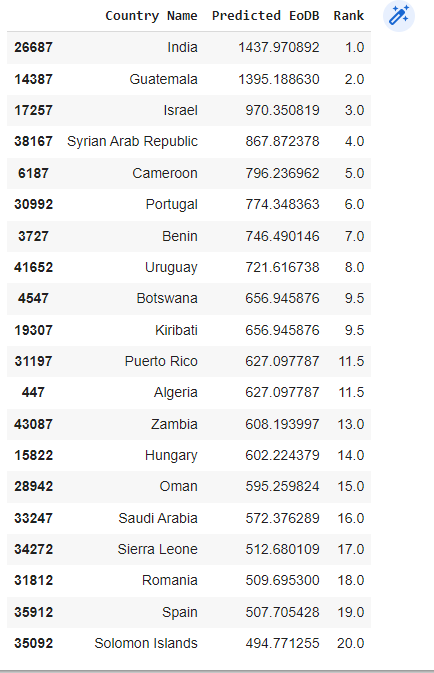 Country Name Predicted EoDB Rank
26687 India 1437.970892 1.0
14387 Guatemala 1395.188630 2.0
17257 Israel 970.350819 3.0
38167 Syrian Arab Republic 867.872378 4.0
6187 Cameroon 796.236962 5.0
30992 Portugal 774.348363 6.0
3727 Benin 746.490146 7.0
41652 Uruguay 721.616738 8.0
4547 Botswana 656.945876 9.5
19307 Kiribati 656.945876 9.5
31197 Puerto Rico 627.097787 11.5
447 Algeria 627.097787 11.5
43087 Zambia 608.193997 13.0
15822 Hungary 602.224379 14.0
28942 Oman 595.259824 15.0
33247 Saudi Arabia 572.376289 16.0
34272 Sierra Leone 512.680109 17.0
31812 Romania 509.695300 18.0
35912 Spain 507.705428 19.0
35092 Solomon Islands 494.771255 20.0